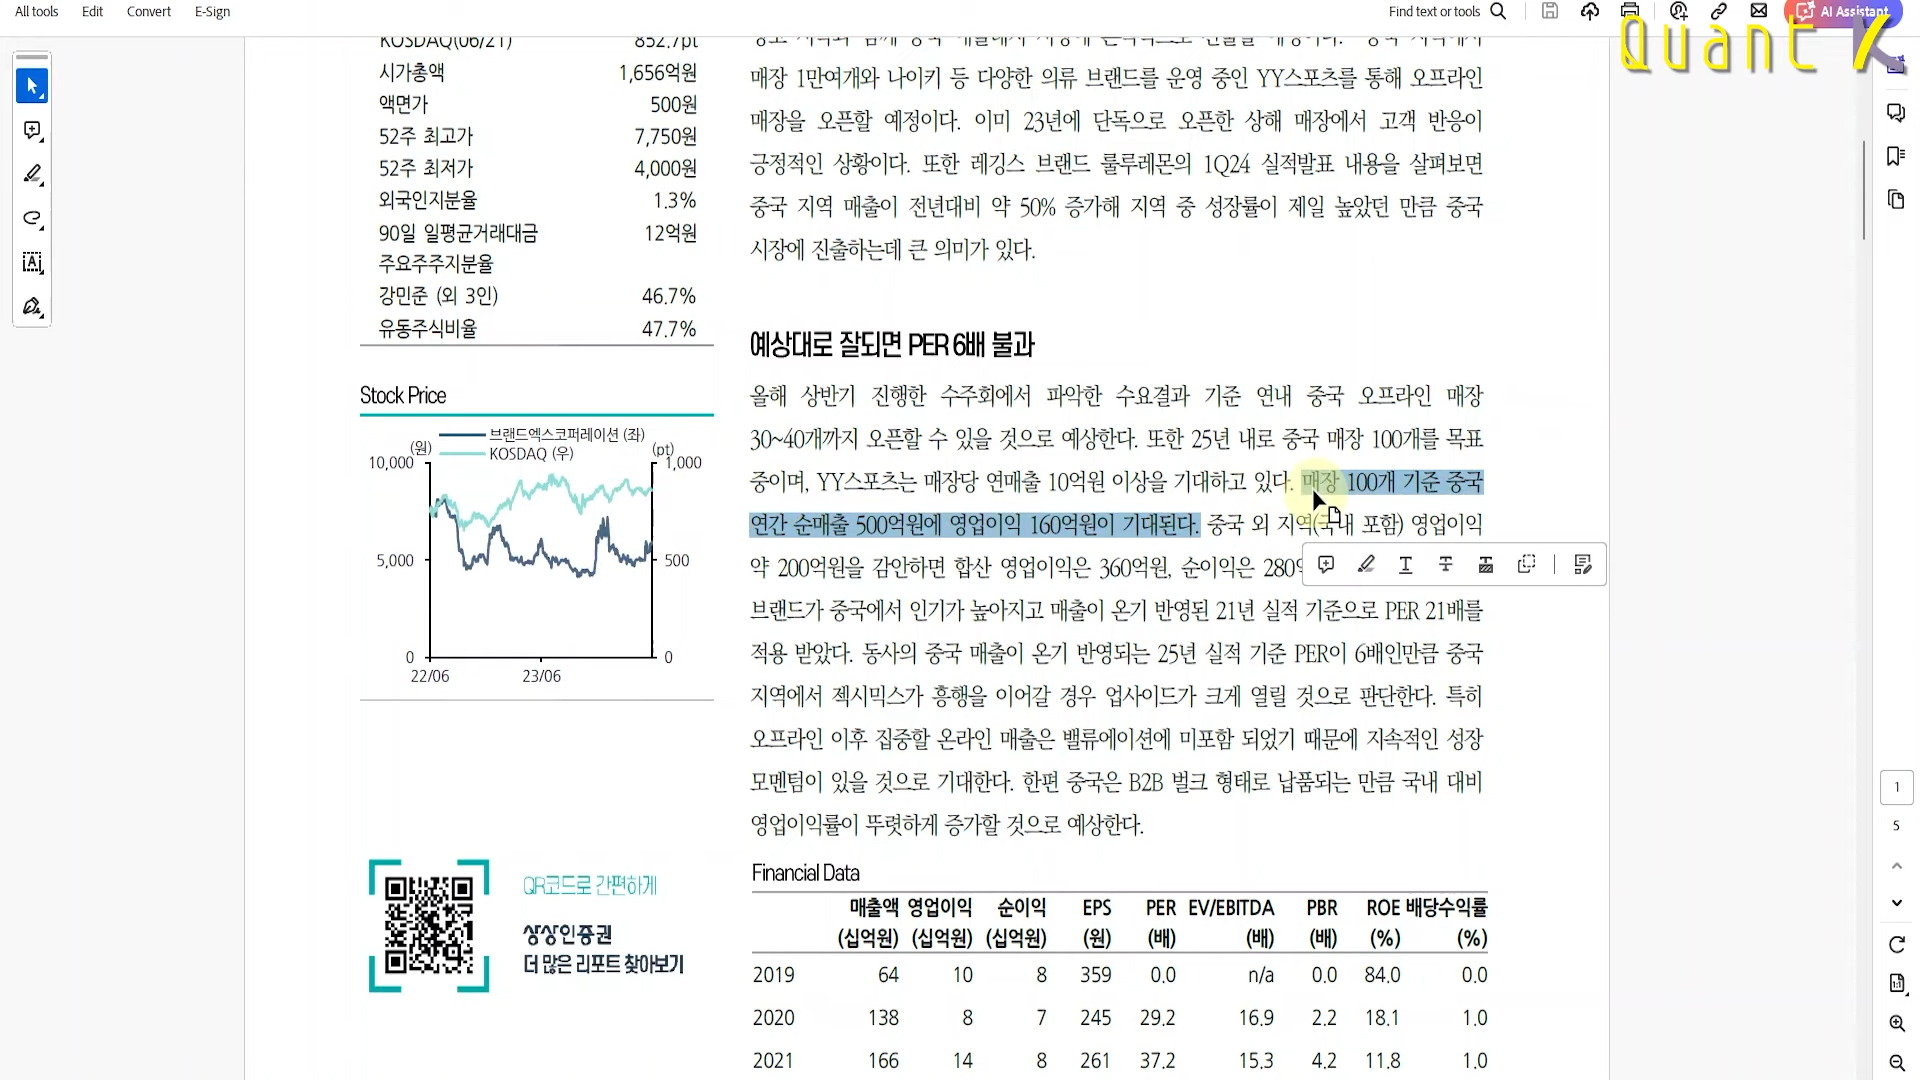 All tools Edit Convert E-Sign
Find text or tools
AI Assistant
Quant K
KOSDAQ(06/21) 852.7pt
시가총액 1,656억원
액면가 500원
52주 최고가 7,750원
52주 최저가 4,000원
외국인지분율 1.3%
90일 일평균거래대금 12억원
주요주주지분율
강민준 (외 3인) 46.7%
유동주식비율 47.7%
Stock Price
(원) 브랜드엑스코퍼레이션 (좌) (pt)
KOSDAQ (우)
10,000 1,000
5,000 500
0 0
22/06 23/06
QR코드로 간편하게
상상인증권
더 많은 리포트 찾아보기
매장 1만여개와 나이키 등 다양한 의류 브랜드를 운영 중인 YY스포츠를 통해 오프라인
매장을 오픈할 예정이다. 이미 23년에 단독으로 오픈한 상해 매장에서 고객 반응이
긍정적인 상황이다. 또한 레깅스 브랜드 룰루레몬의 1Q24 실적발표 내용을 살펴보면
중국 지역 매출이 전년대비 약 50% 증가해 지역 중 성장률이 제일 높았던 만큼 중국
시장에 진출하는데 큰 의미가 있다.
예상대로 잘되면 PER 6배 불과
올해 상반기 진행한 수주회에서 파악한 수요결과 기준 연내 중국 오프라인 매장
30~40개까지 오픈할 수 있을 것으로 예상한다. 또한 25년 내로 중국 매장 100개를 목표
중이며, YY스포츠는 매장당 연매출 10억원 이상을 기대하고 있다. 매장 100개 기준 중국
연간 순매출 500억원에 영업이익 160억원이 기대된다. 중국 외 지역(국내 포함) 영업이익
약 200억원을 감안하면 합산 영업이익은 360억원, 순이익은 280
브랜드가 중국에서 인기가 높아지고 매출이 온기 반영된 21년 실적 기준으로 PER 21배를
적용 받았다. 동사의 중국 매출이 온기 반영되는 25년 실적 기준 PER이 6배인만큼 중국
지역에서 젝시믹스가 흥행을 이어갈 경우 업사이드가 크게 열릴 것으로 판단한다. 특히
오프라인 이후 집중할 온라인 매출은 밸류에이션에 미포함 되었기 때문에 지속적인 성장
모멘텀이 있을 것으로 기대한다. 한편 중국은 B2B 벌크 형태로 납품되는 만큼 국내 대비
영업이익률이 뚜렷하게 증가할 것으로 예상한다.
Financial Data
매출액 영업이익 순이익 EPS PER EV/EBITDA PBR ROE 배당수익률
(십억원) (십억원) (십억원) (원) (배) (배) (배) (%) (%)
2019 64 10 8 359 0.0 n/a 0.0 84.0 0.0
2020 138 8 7 245 29.2 16.9 2.2 18.1 1.0
2021 166 14 8 261 37.2 15.3 4.2 11.8 1.0
1
5